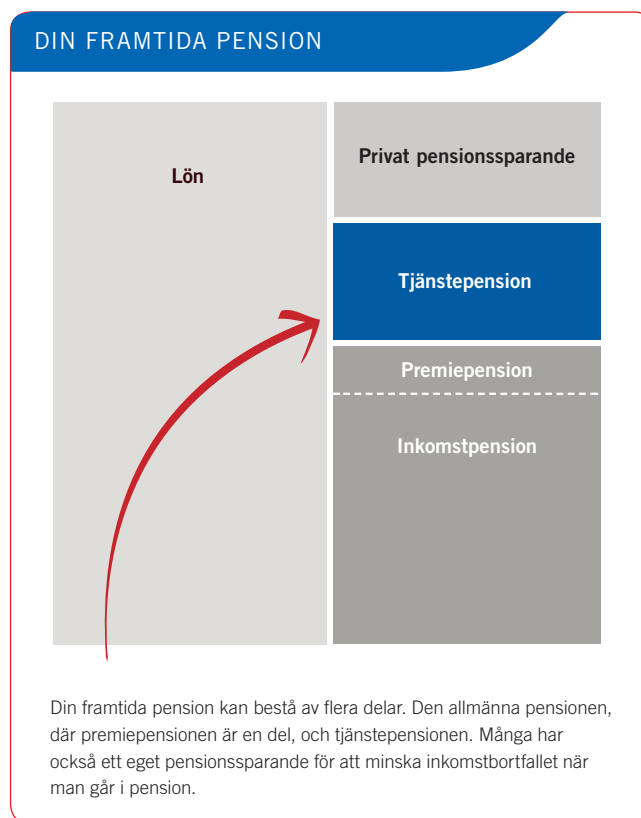 DIN FRAMTIDA PENSION
Lön
Privat pensionssparande
Tjänstepension
Premiepension
Inkomstpension
Din framtida pension kan bestå av flera delar. Den allmänna pensionen,
där premiepensionen är en del, och tjänstepensionen. Många har
också ett eget pensionssparande för att minska inkomstbortfallet när
man går i pension.